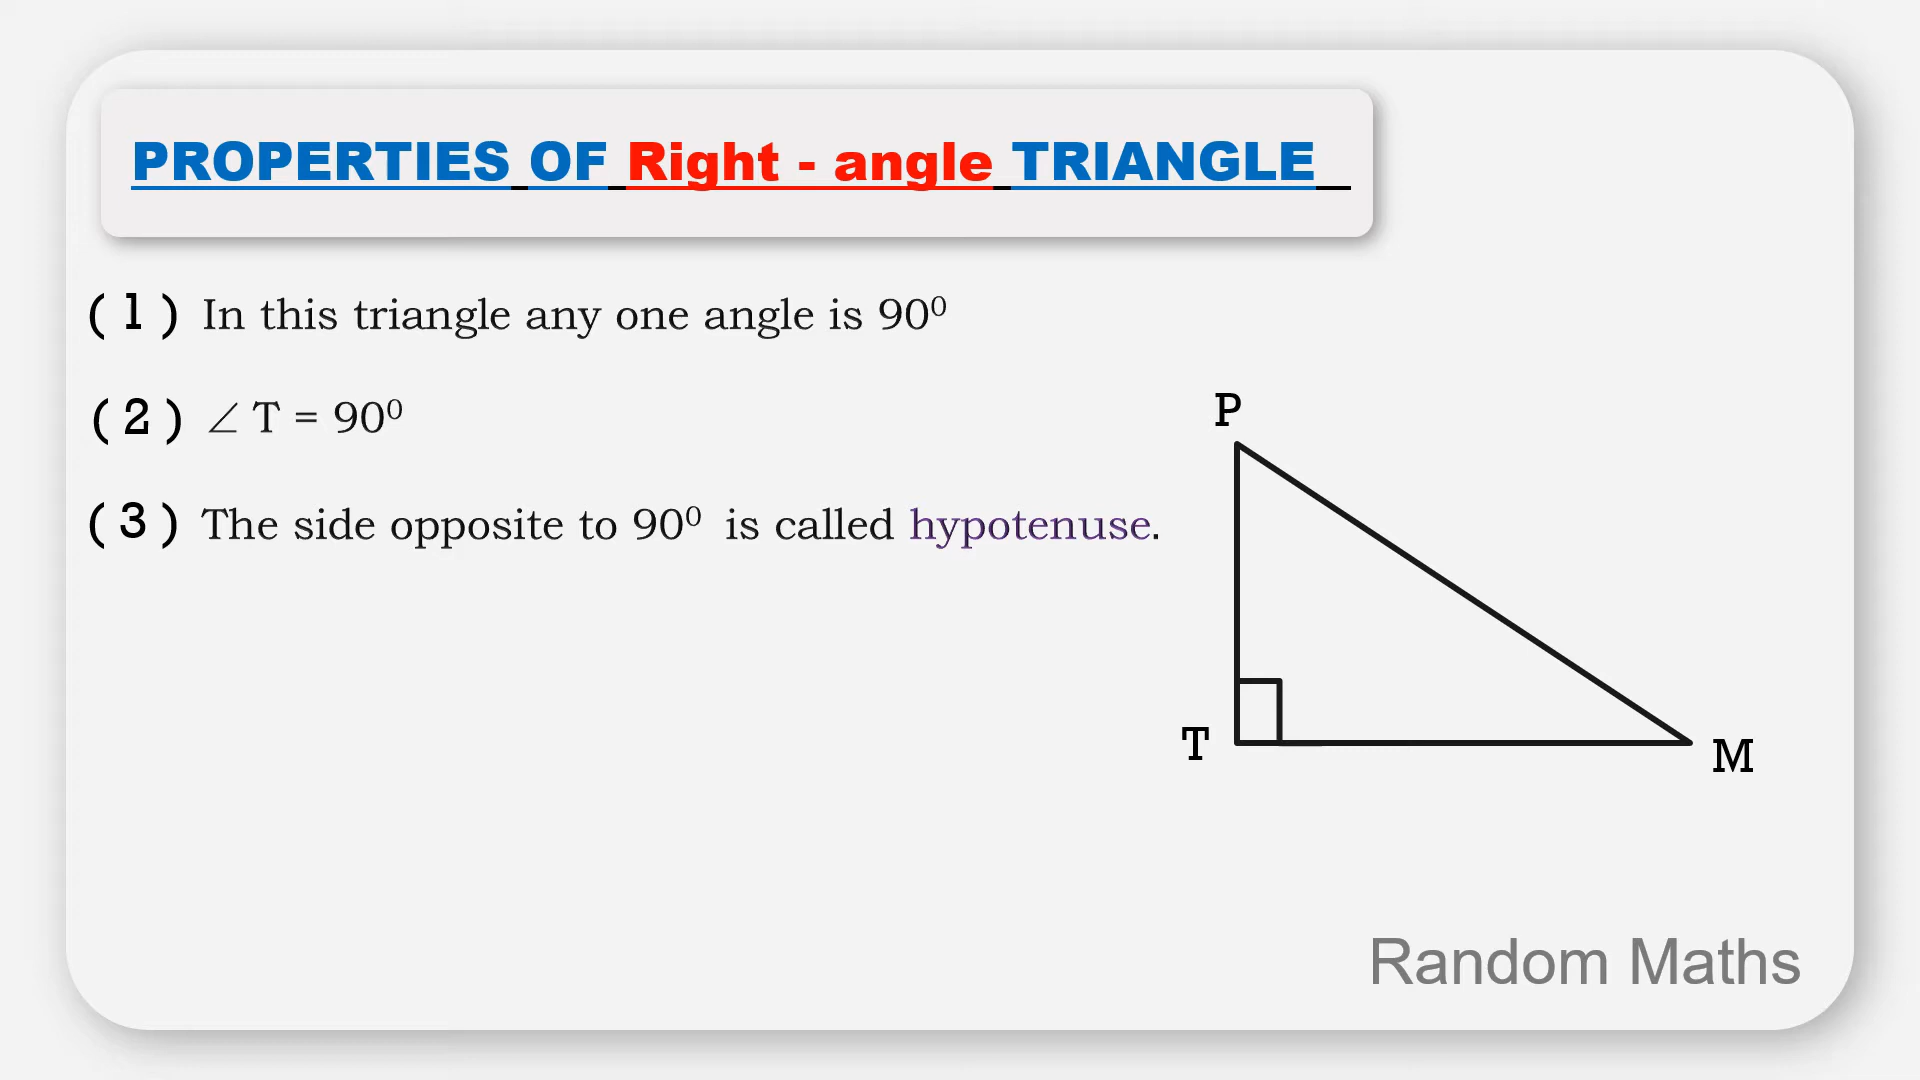 PROPERTIES OF Right - angle TRIANGLE
( 1 ) In this triangle any one angle is 90⁰
( 2 ) ∠ T = 90⁰
( 3 ) The side opposite to 90⁰ is called hypotenuse.
P
T
M
Random Maths